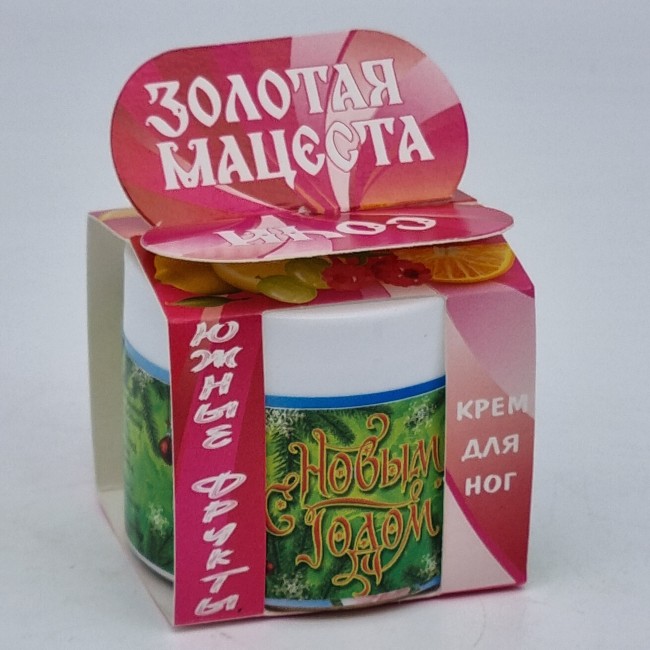 ЗОЛОТАЯ
МАЦЕСТА
СОЧИ
ЮЖНЫЕ ФРУКТЫ
С Новым
Годом
КРЕМ
ДЛЯ
НОГ